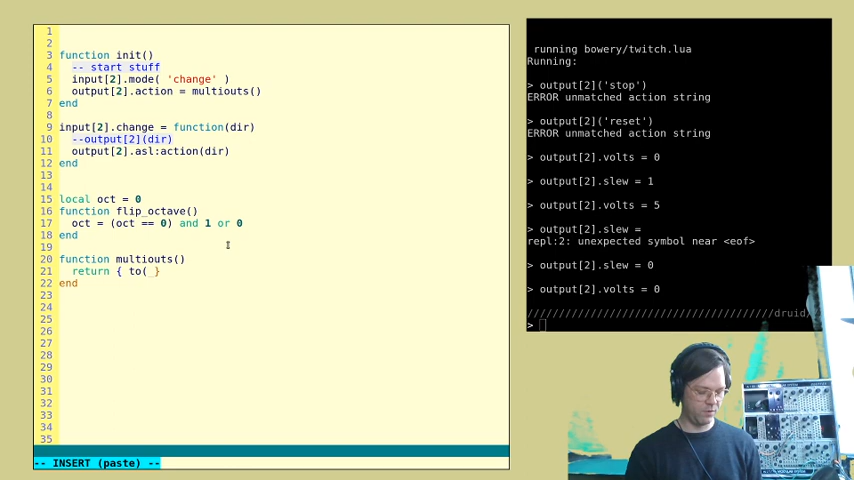 1
2
3 function init()
4   -- start stuff
5   input[2].mode( 'change' )
6   output[2].action = multiouts()
7 end
8
9 input[2].change = function(dir)
10   --output[2](dir)
11   output[2].asl:action(dir)
12 end
13
14
15 local oct = 0
16 function flip_octave()
17   oct = (oct == 0) and 1 or 0
18 end
19
20 function multiouts()
21   return { to( }
22 end
23
24
25
26
27
28
29
30
31
32
33
34
35
-- INSERT (paste) --
running bowery/twitch.lua
Running:
> output[2]('stop')
ERROR unmatched action string
> output[2]('reset')
ERROR unmatched action string
> output[2].volts = 0
> output[2].slew = 1
> output[2].volts = 5
> output[2].slew =
repl:2: unexpected symbol near <eof>
> output[2].slew = 0
> output[2].volts = 0
/////////////////////////////////////////druid/
>